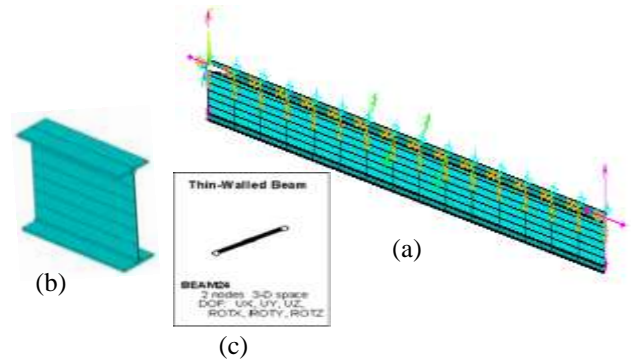 (a)
(b)
Thin-Walled Beam
BEAM24
2 nodes 3-D space
DOF: UX, UY, UZ,
ROTX, ROTY, ROTZ
(c)